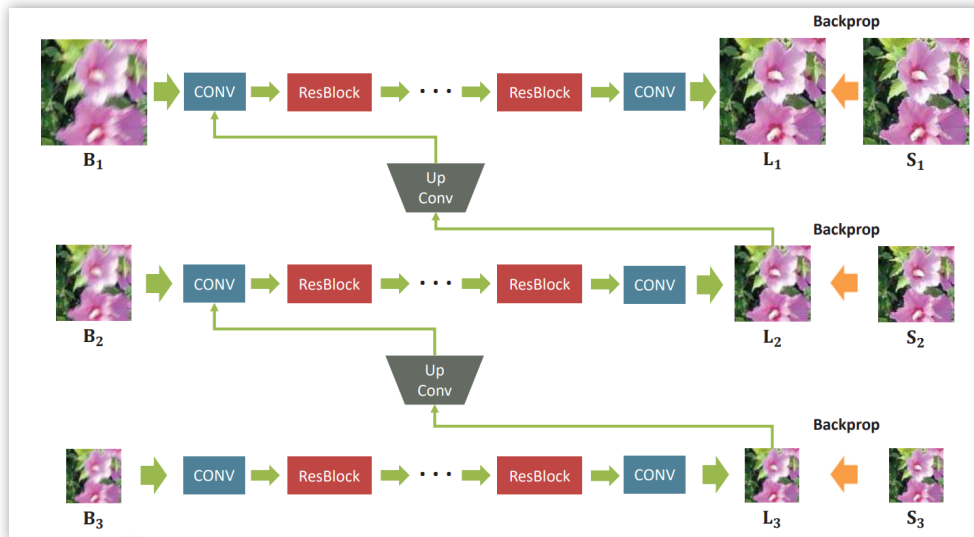 Backprop
CONV
ResBlock
• • •
ResBlock
CONV
B₁
L₁
S₁
Up
Conv
Backprop
CONV
ResBlock
• • •
ResBlock
CONV
B₂
L₂
S₂
Up
Conv
Backprop
CONV
ResBlock
• • •
ResBlock
CONV
B₃
L₃
S₃